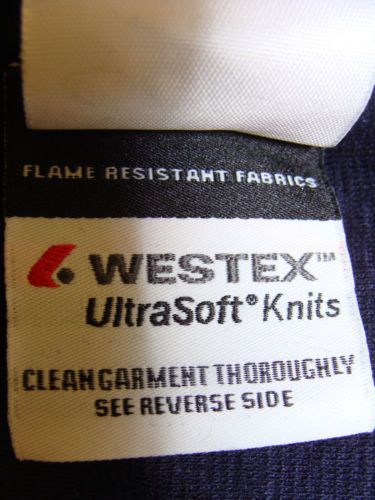 FLAME RESISTANT FABRICS
WESTEX™
UltraSoft® Knits
CLEAN GARMENT THOROUGHLY
SEE REVERSE SIDE